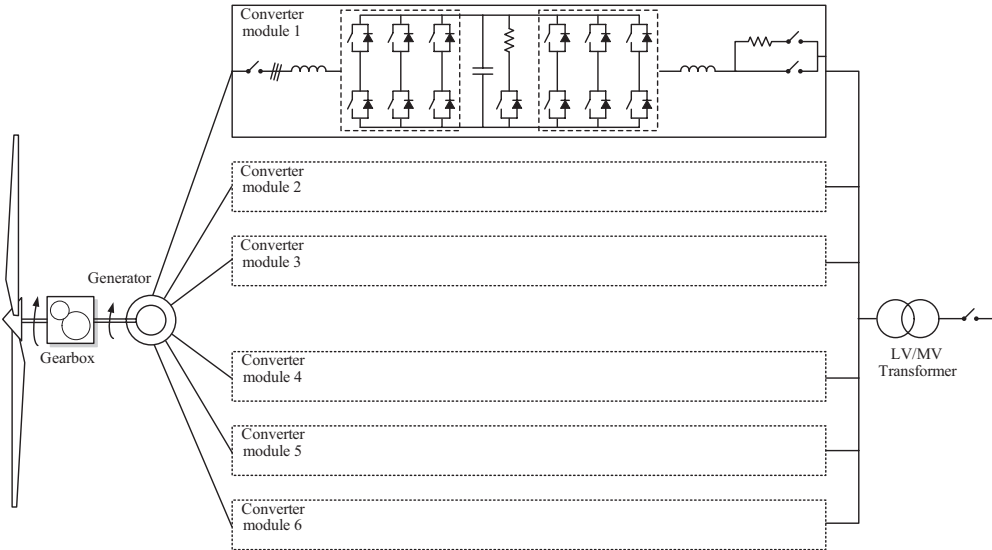 Converter
module 1
Converter
module 2
Converter
module 3
Generator
Gearbox
LV/MV
Transformer
Converter
module 4
Converter
module 5
Converter
module 6